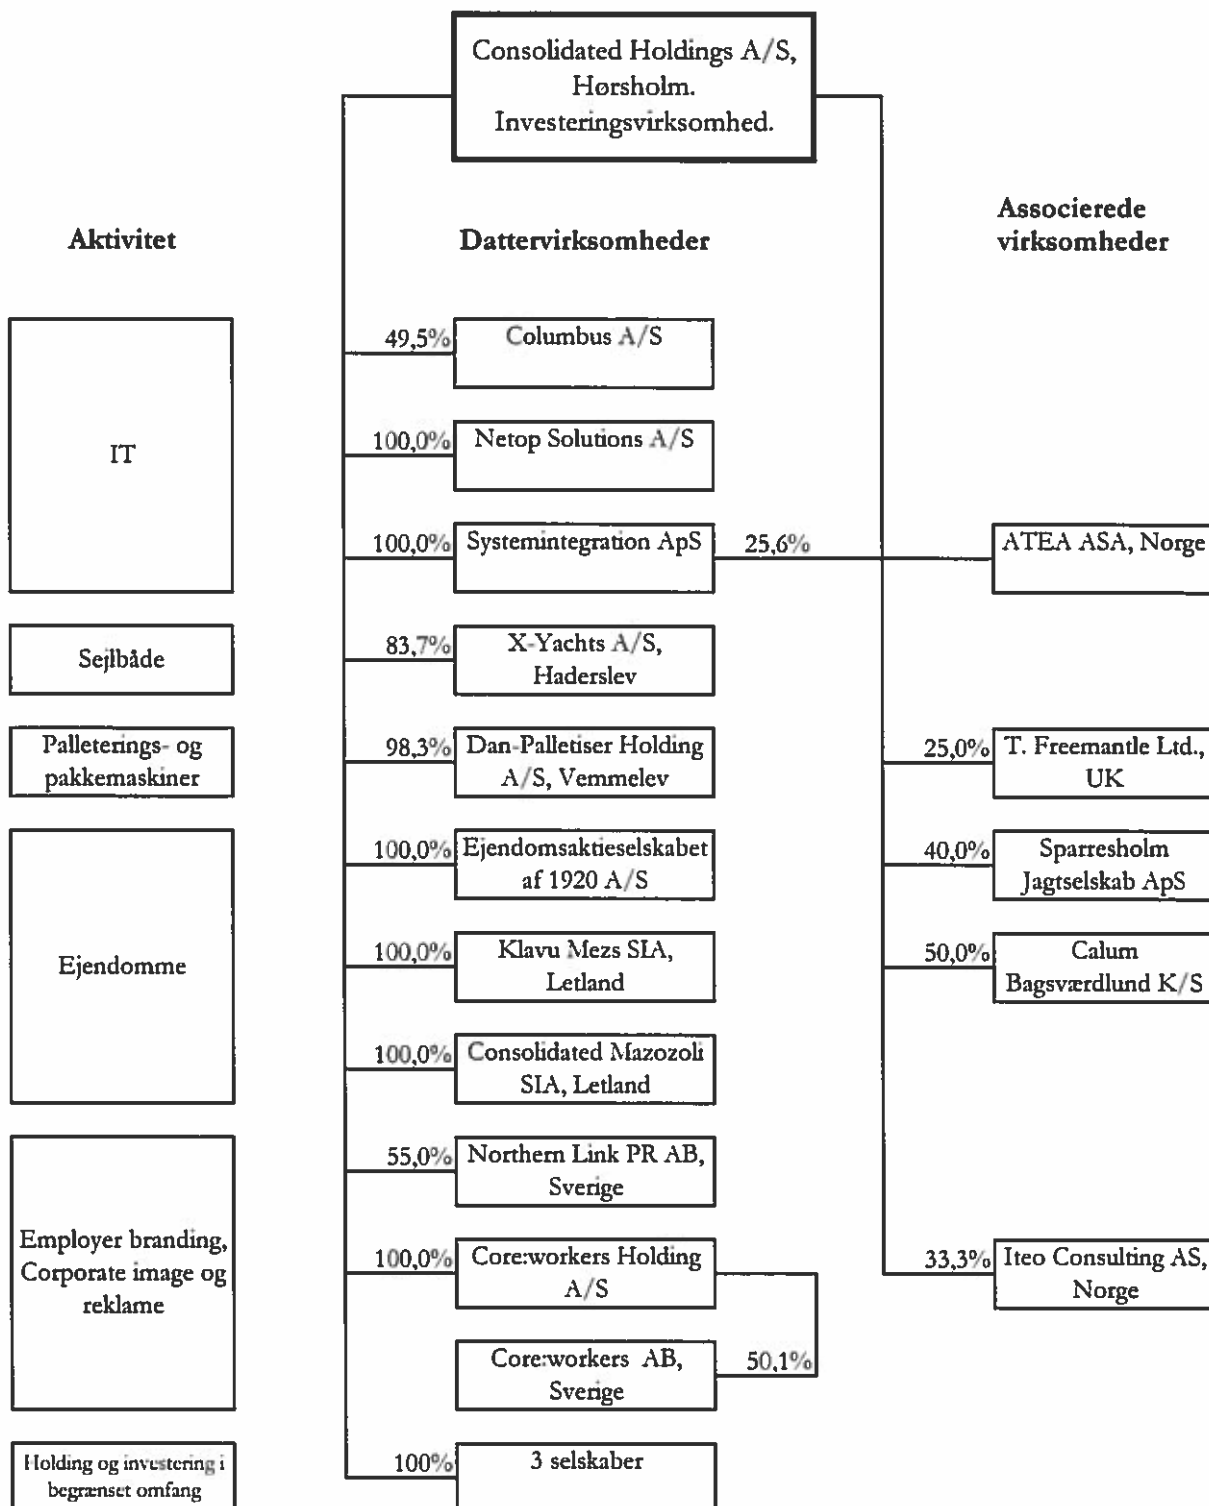 Consolidated Holdings A/S,
Hørsholm.
Investeringsvirksomhed.
Aktivitet
Dattervirksomheder
Associerede
virksomheder
IT
49,5%
Columbus A/S
100,0%
Netop Solutions A/S
100,0%
Systemintegration ApS
25,6%
ATEA ASA, Norge
Sejlbåde
83,7%
X-Yachts A/S,
Haderslev
Palleterings- og
pakkemaskiner
98,3%
Dan-Palletiser Holding
A/S, Vemmelev
25,0%
T. Freemantle Ltd.,
UK
Ejendomme
100,0%
Ejendomsaktieselskabet
af 1920 A/S
40,0%
Sparresholm
Jagtselskab ApS
100,0%
Klavu Mezs SIA,
Letland
50,0%
Calum
Bagsværdlund K/S
100,0%
Consolidated Mazozoli
SIA, Letland
Employer branding,
Corporate image og
reklame
55,0%
Northern Link PR AB,
Sverige
100,0%
Core:workers Holding
A/S
33,3%
Iteo Consulting AS,
Norge
Core:workers AB,
Sverige
50,1%
Holding og investering i
begrænset omfang
100%
3 selskaber